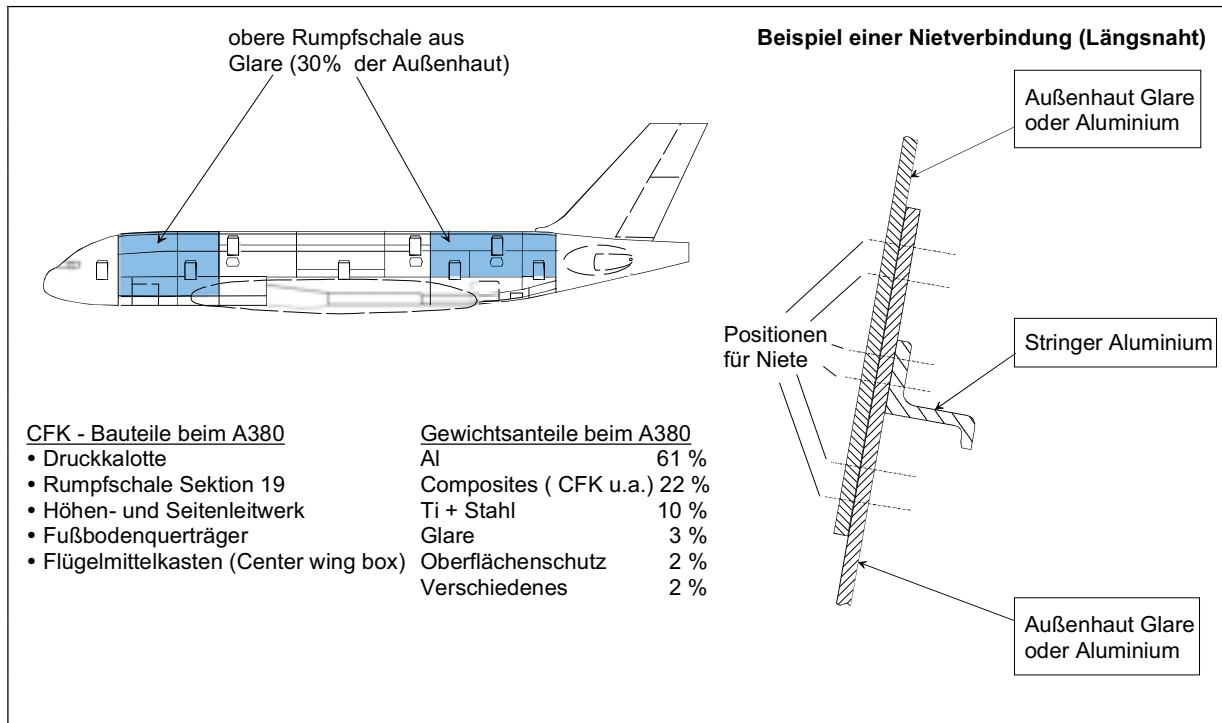 obere Rumpfschale aus
Glare (30% der Außenhaut)
Beispiel einer Nietverbindung (Längsnaht)
Außenhaut Glare
oder Aluminium
Positionen
für Niete
Stringer Aluminium
Außenhaut Glare
oder Aluminium
CFK - Bauteile beim A380
• Druckkalotte
• Rumpfschale Sektion 19
• Höhen- und Seitenleitwerk
• Fußbodenquerträger
• Flügelmittelkasten (Center wing box)
Gewichtsanteile beim A380
Al 61 %
Composites ( CFK u.a.) 22 %
Ti + Stahl 10 %
Glare 3 %
Oberflächenschutz 2 %
Verschiedenes 2 %